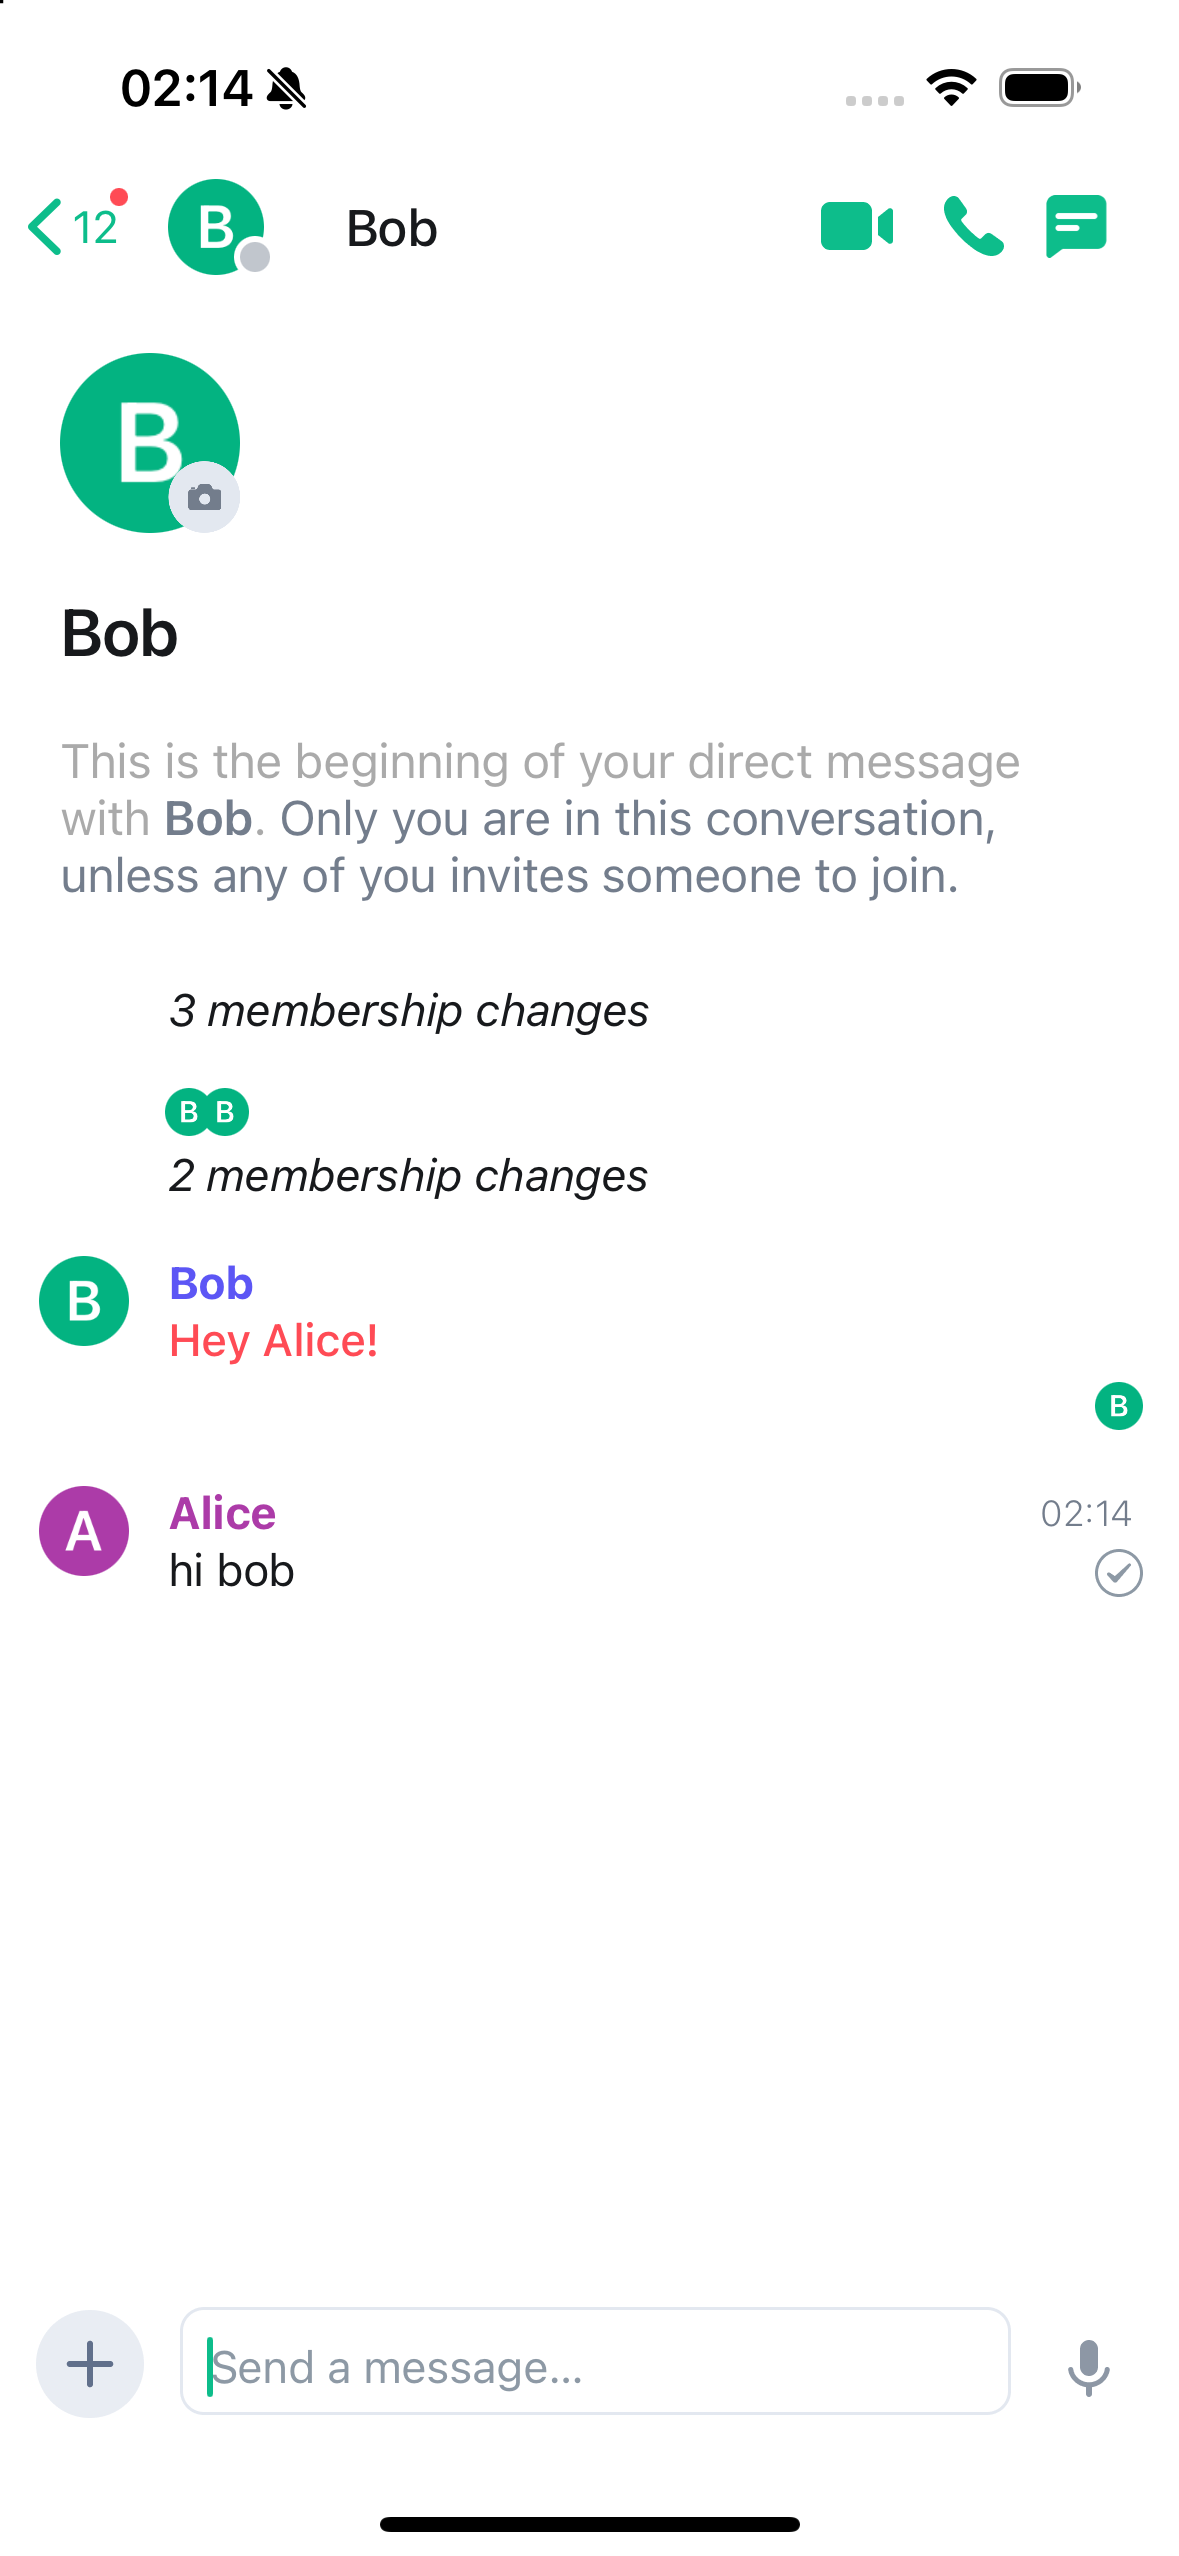 02:14
12
B
Bob
B
Bob
This is the beginning of your direct message
with Bob. Only you are in this conversation,
unless any of you invites someone to join.
3 membership changes
B B
2 membership changes
B
Bob
Hey Alice!
B
A
Alice
02:14
hi bob
Send a message...